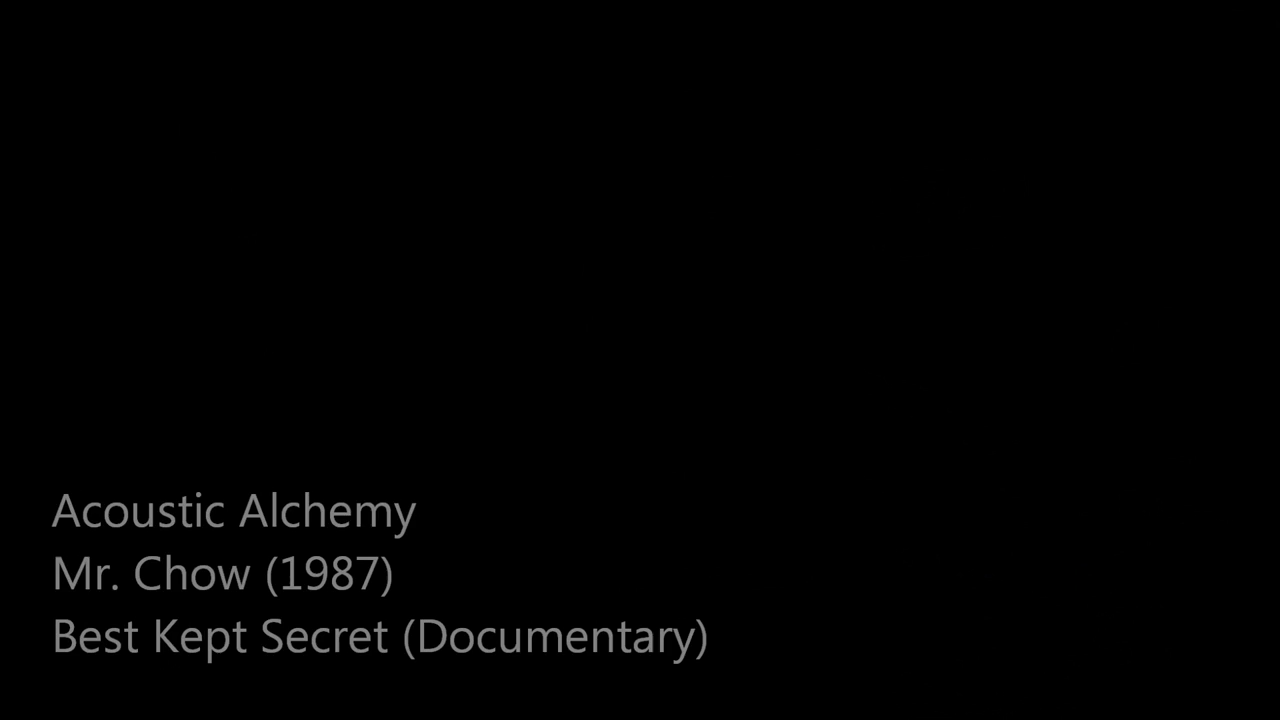 Acoustic Alchemy
Mr. Chow (1987)
Best Kept Secret (Documentary)